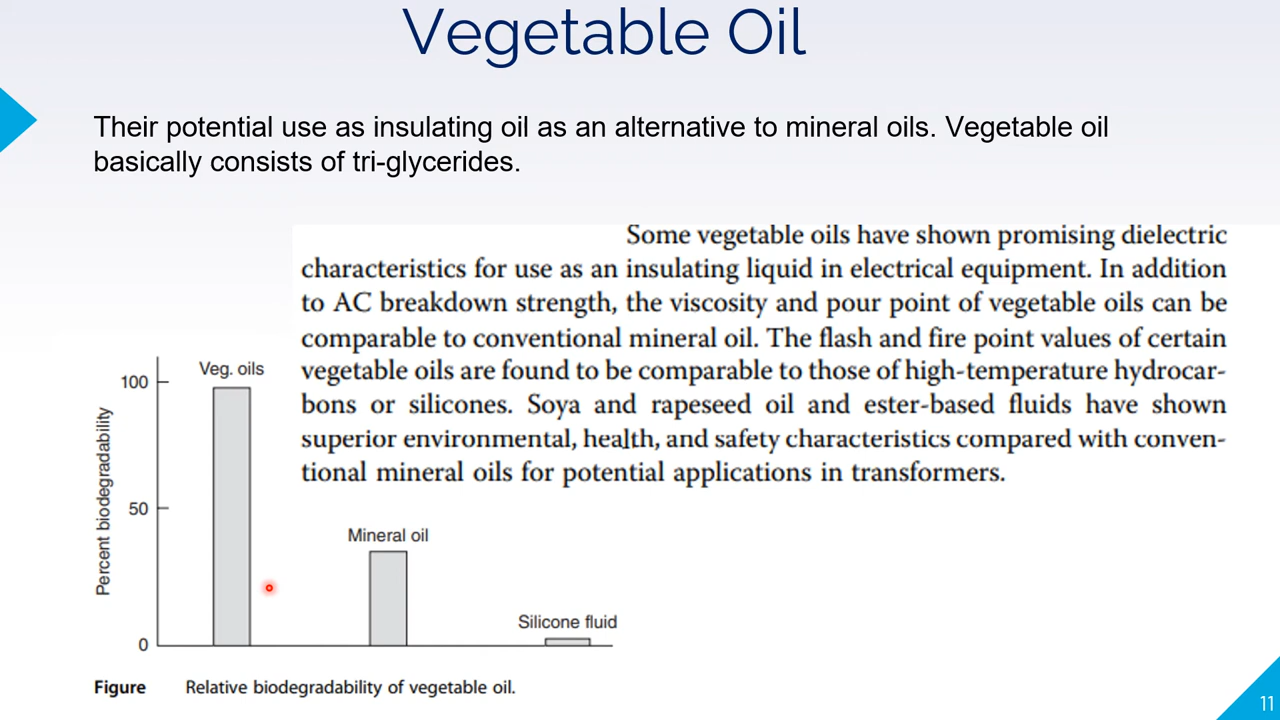 Vegetable Oil
Their potential use as insulating oil as an alternative to mineral oils. Vegetable oil
basically consists of tri-glycerides.
Some vegetable oils have shown promising dielectric
characteristics for use as an insulating liquid in electrical equipment. In addition
to AC breakdown strength, the viscosity and pour point of vegetable oils can be
comparable to conventional mineral oil. The flash and fire point values of certain
vegetable oils are found to be comparable to those of high-temperature hydrocar-
bons or silicones. Soya and rapeseed oil and ester-based fluids have shown
superior environmental, health, and safety characteristics compared with conven-
tional mineral oils for potential applications in transformers.
Percent biodegradability
100
50
0
Veg. oils
Mineral oil
Silicone fluid
Figure Relative biodegradability of vegetable oil.
11